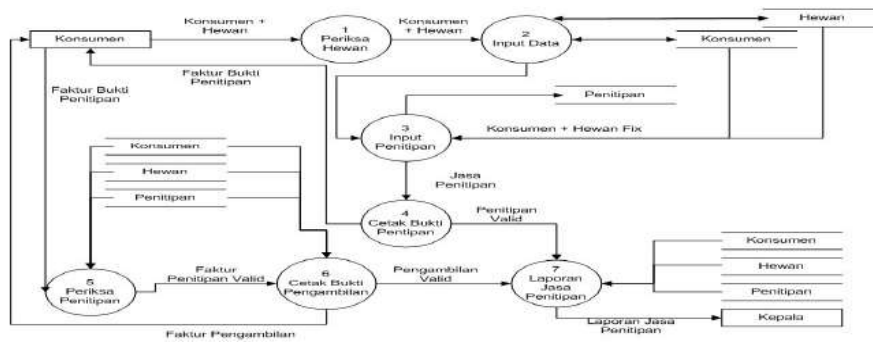 Konsumen +
Hewan
Konsumen
+ Hewan
Hewan
Konsumen
1
Periksa
Hewan
2
Input Data
Konsumen
Faktur Bukti
Penitipan
Faktur Bukti
Penitipan
Penitipan
3
Input
Penitipan
Konsumen + Hewan Fix
Konsumen
Hewan
Penitipan
Jasa
Penitipan
4
Cetak Bukti
Pentipan
Penitipan
Valid
Konsumen
Hewan
Penitipan
5
Periksa
Penitipan
Faktur
Penitipan Valid
6
Cetak Bukti
Pengambilan
Pengambilan
Valid
7
Laporan
Jasa
Penitipan
Kepala
Faktur Pengambilan
Laporan Jasa
Penitipan